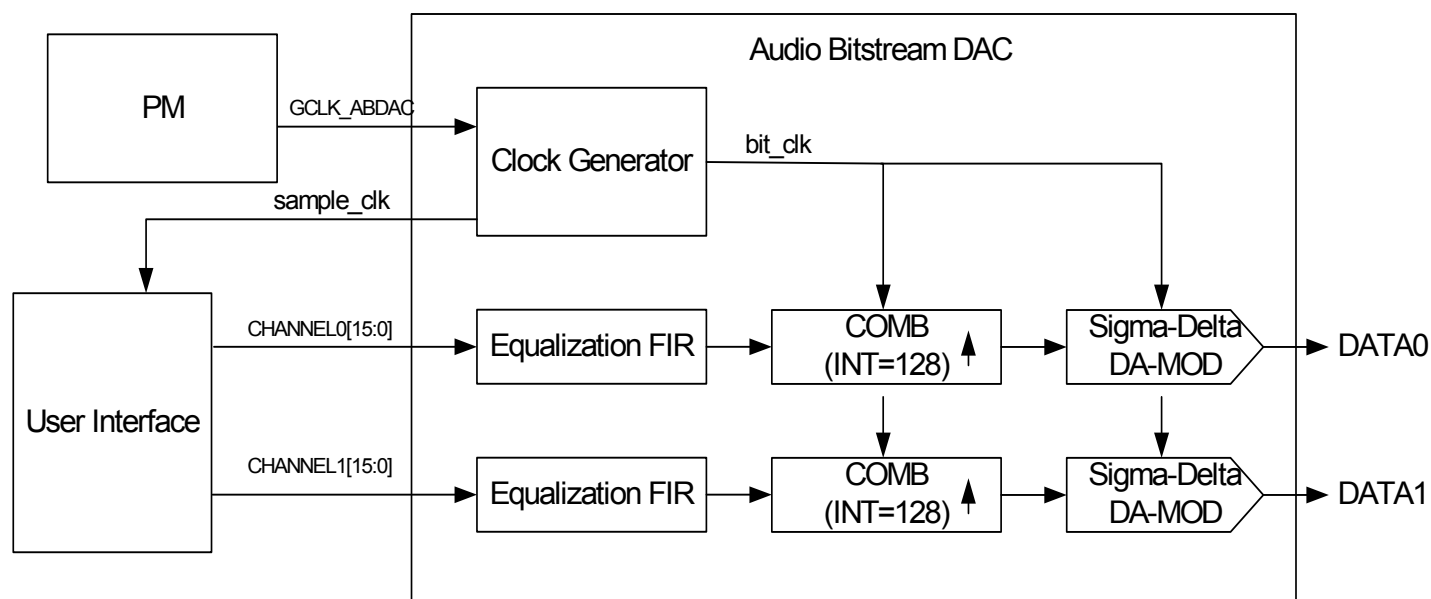 Audio Bitstream DAC
PM
GCLK_ABDAC
Clock Generator
bit_clk
sample_clk
User Interface
CHANNEL0[15:0]
Equalization FIR
COMB
(INT=128)
Sigma-Delta
DA-MOD
DATA0
CHANNEL1[15:0]
Equalization FIR
COMB
(INT=128)
Sigma-Delta
DA-MOD
DATA1